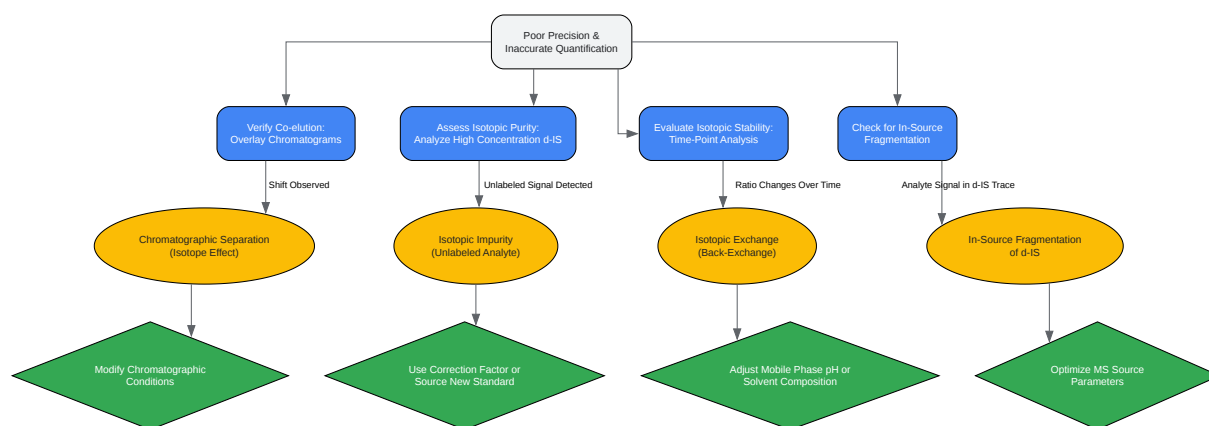 Poor Precision &
Inaccurate Quantification
Verify Co-elution:
Overlay Chromatograms
Assess Isotopic Purity:
Analyze High Concentration d-IS
Evaluate Isotopic Stability:
Time-Point Analysis
Check for In-Source
Fragmentation
Shift Observed
Unlabeled Signal Detected
Ratio Changes Over Time
Analyte Signal in d-IS Trace
Chromatographic Separation
(Isotope Effect)
Isotopic Impurity
(Unlabeled Analyte)
Isotopic Exchange
(Back-Exchange)
In-Source Fragmentation
of d-IS
Modify Chromatographic
Conditions
Use Correction Factor or
Source New Standard
Adjust Mobile Phase pH or
Solvent Composition
Optimize MS Source
Parameters